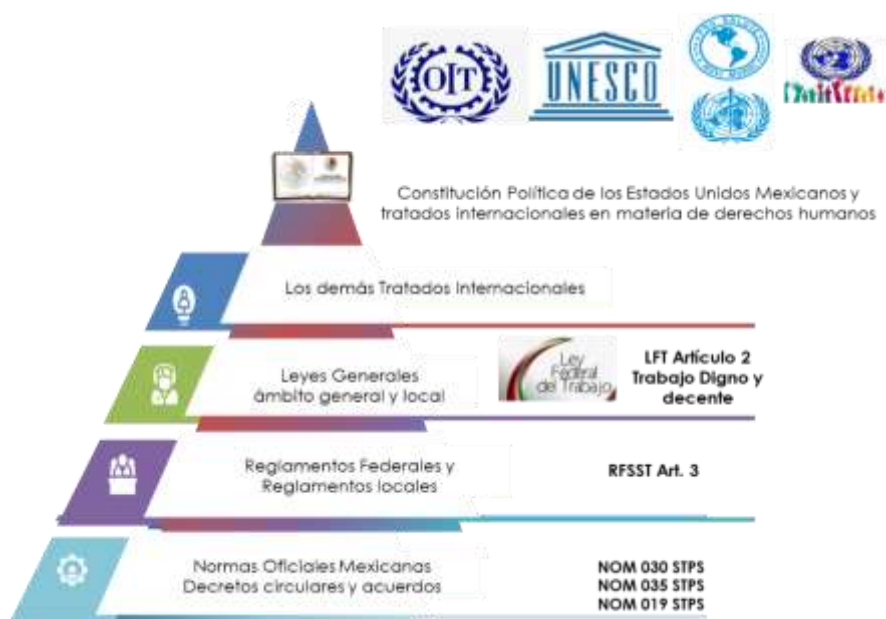 OIT
UNESCO
Constitución Política de los Estados Unidos Mexicanos y
tratados internacionales en materia de derechos humanos
Los demás Tratados Internacionales
Leyes Generales
ámbito general y local
Ley
Federal
del Trabajo
LFT Artículo 2
Trabajo Digno y
decente
Reglamentos Federales y
Reglamentos locales
RFSST Art. 3
Normas Oficiales Mexicanas
Decretos circulares y acuerdos
NOM 030 STPS
NOM 035 STPS
NOM 019 STPS